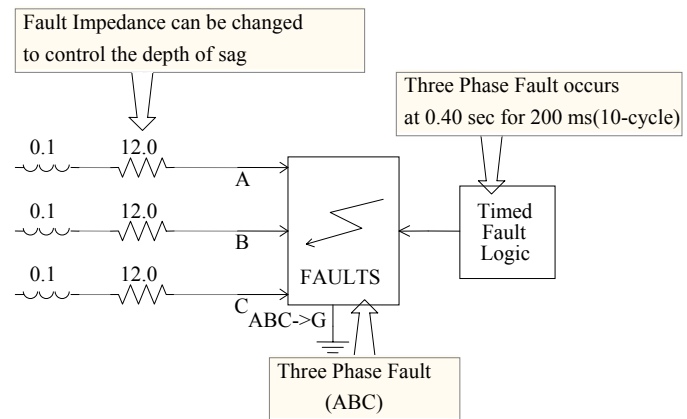 Fault Impedance can be changed
to control the depth of sag
Three Phase Fault occurs
at 0.40 sec for 200 ms(10-cycle)
0.1
12.0
A
0.1
12.0
B
0.1
12.0
C
FAULTS
ABC->G
Timed
Fault
Logic
Three Phase Fault
(ABC)